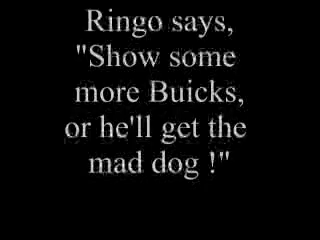 Ringo says,
"Show some
more Buicks,
or he'll get the
mad dog !"